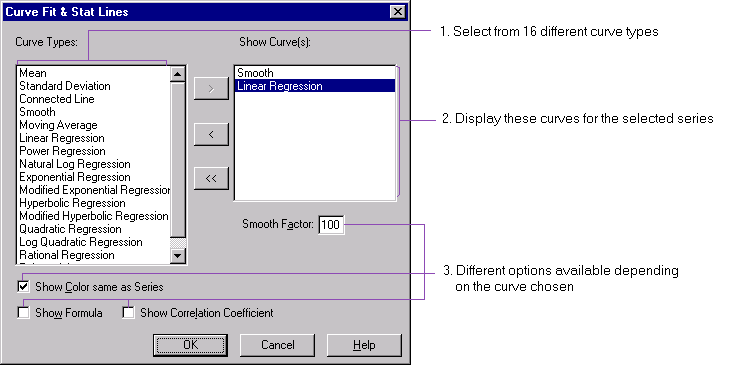 Curve Fit & Stat Lines
Curve Types:
Show Curve(s):
1. Select from 16 different curve types
Mean
Standard Deviation
Connected Line
Smooth
Moving Average
Linear Regression
Power Regression
Natural Log Regression
Exponential Regression
Modified Exponential Regression
Hyperbolic Regression
Modified Hyperbolic Regression
Quadratic Regression
Log Quadratic Regression
Rational Regression
>
<
<<
Smooth
Linear Regression
2. Display these curves for the selected series
Smooth Factor: 100
3. Different options available depending
on the curve chosen
Show Color same as Series
Show Formula
Show Correlation Coefficient
OK
Cancel
Help